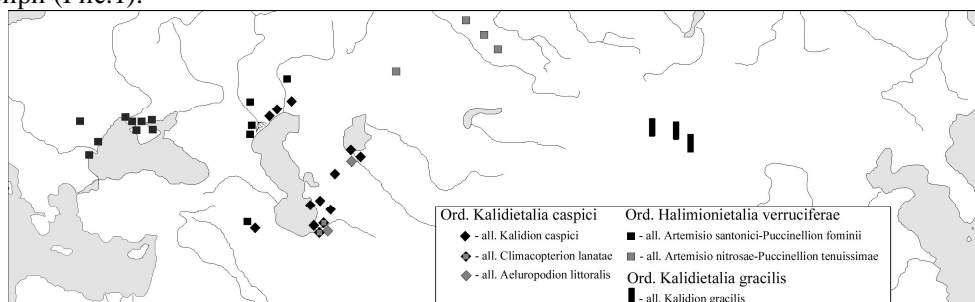 (Рис.1).
Ord. Kalidietalia caspici
- all. Kalidion caspici
- all. Climacopterion lanatae
- all. Aeluropodion littoralis
Ord. Halimionietalia verruciferae
- all. Artemisio santonici-Puccinellion fominii
- all. Artemisio nitrosae-Puccinellion tenuissimae
Ord. Kalidietalia gracilis
- all. Kalidion gracilis